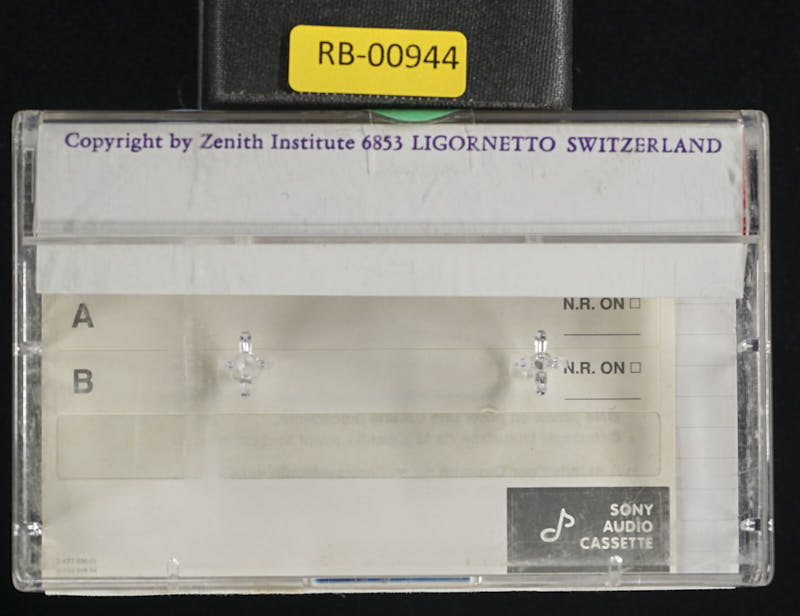 RB-00944
Copyright by Zenith Institute 6853 LIGORNETTO SWITZERLAND
A
N.R. ON □
B
N.R. ON □
SONY
AUDIO
CASSETTE